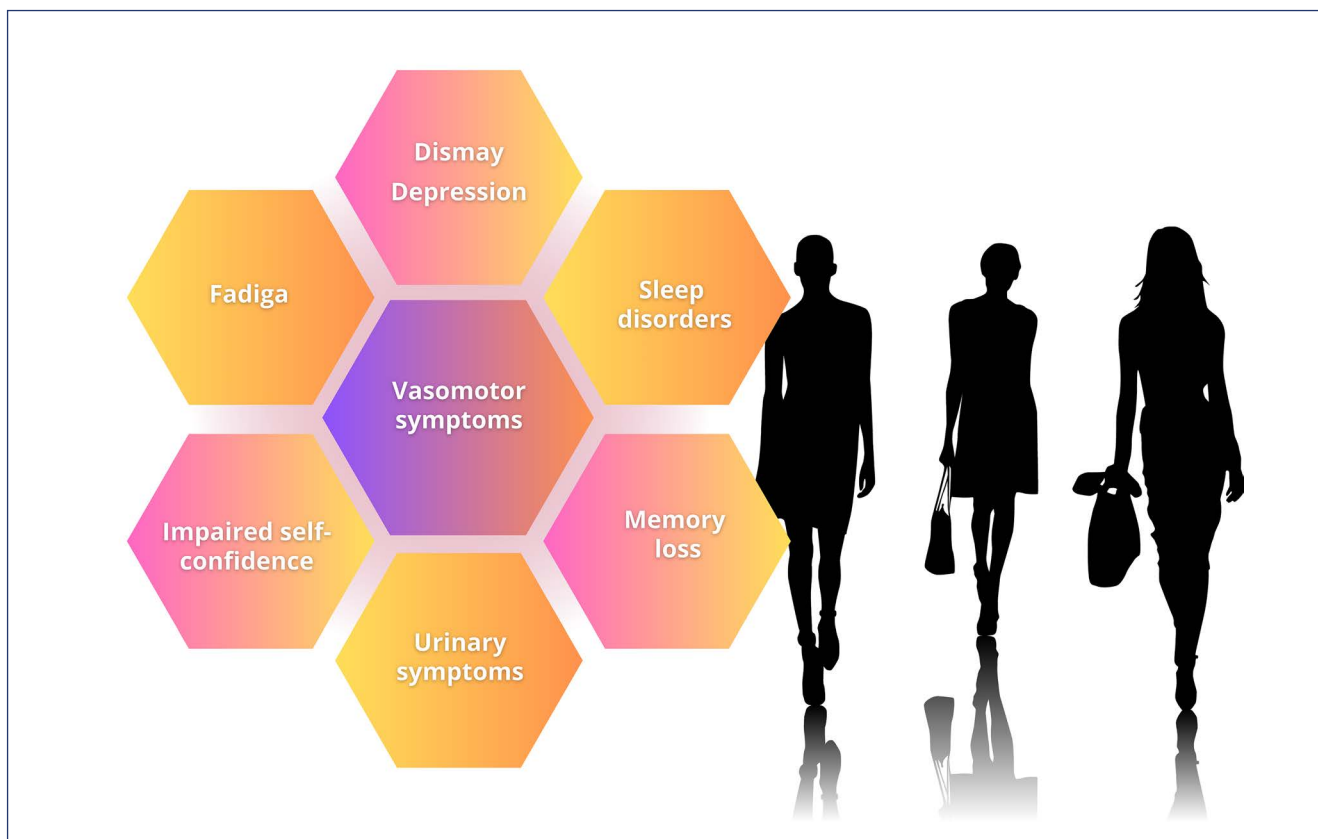 Dismay
Depression
Fadiga
Sleep
disorders
Vasomotor
symptoms
Impaired self-
confidence
Memory
loss
Urinary
symptoms